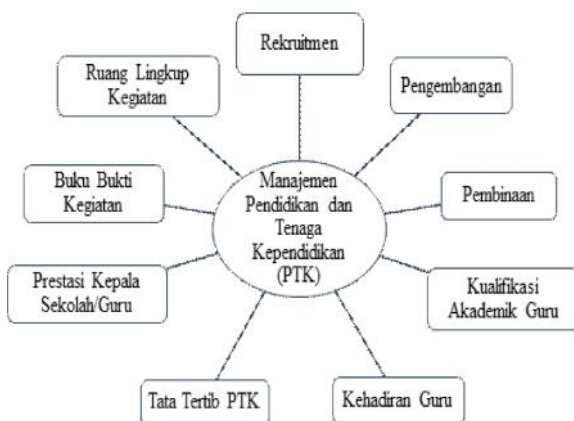 Rekruitmen
Ruang Lingkup
Kegiatan
Pengembangan
Buku Bukti
Kegiatan
Manajemen
Pendidikan dan
Tenaga
Kependidikan
(PTK)
Pembinaan
Prestasi Kepala
Sekolah/Guru
Kualifikasi
Akademik Guru
Tata Tertib PTK
Kehadiran Guru